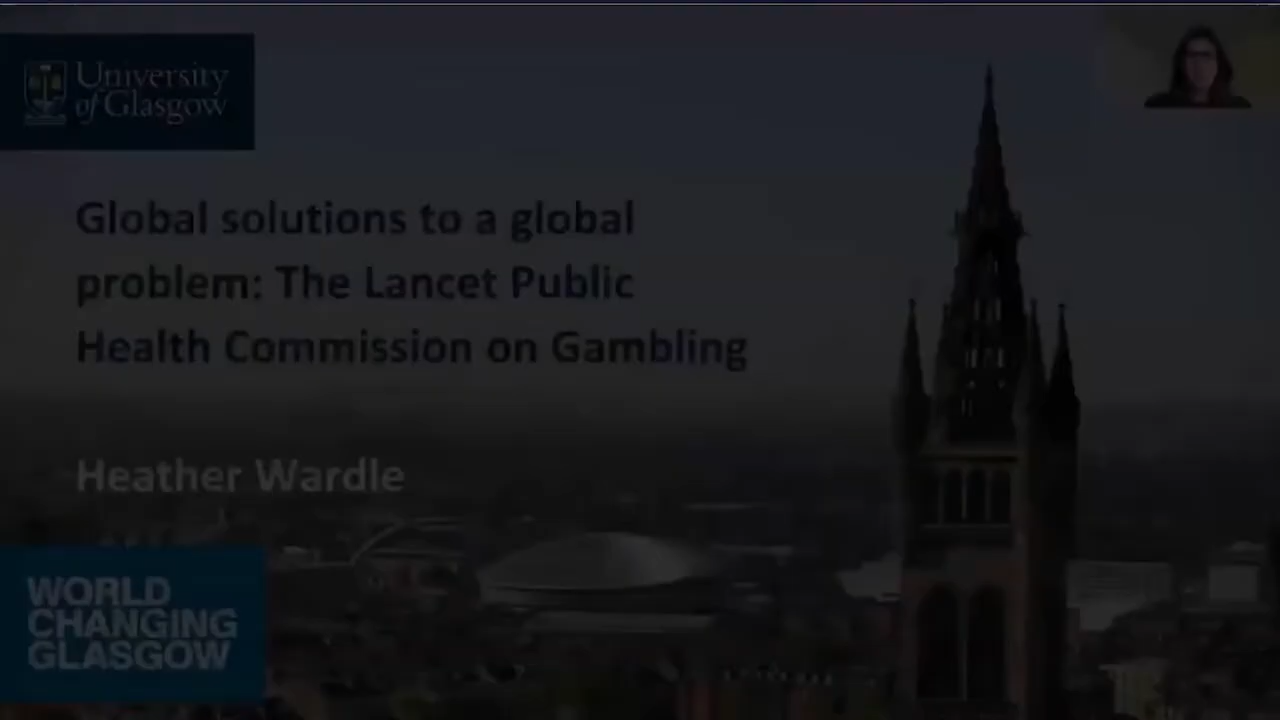 University
of Glasgow
Global solutions to a global
problem: The Lancet Public
Health Commission on Gambling
Heather Wardle
WORLD
CHANGING
GLASGOW